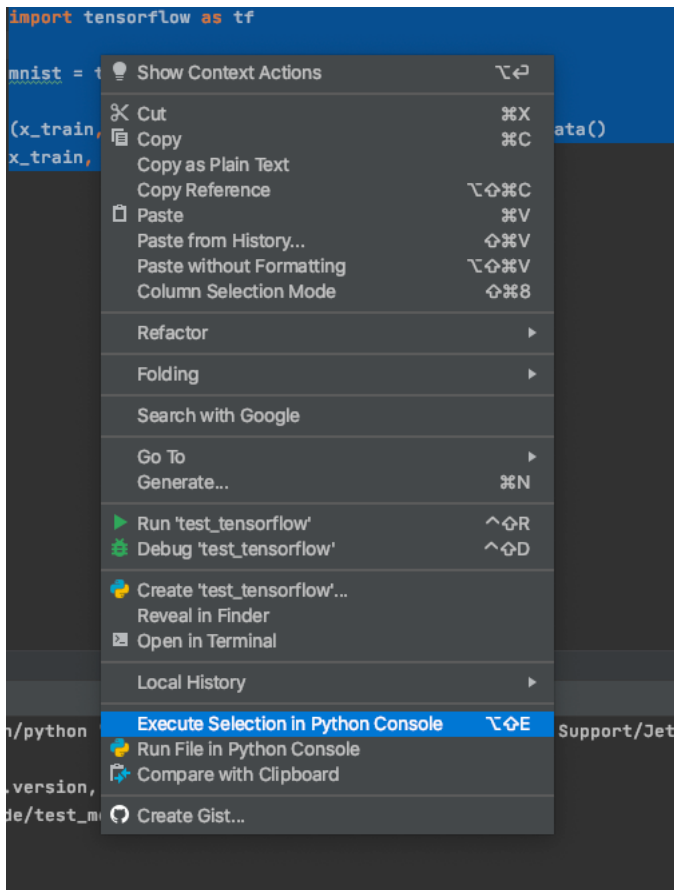 import tensorflow as tf
mnist = t
(x_train, ata()
x_train,
Show Context Actions ⌥⏎
Cut ⌘X
Copy ⌘C
Copy as Plain Text
Copy Reference ⌥⇧⌘C
Paste ⌘V
Paste from History... ⇧⌘V
Paste without Formatting ⌥⇧⌘V
Column Selection Mode ⇧⌘8
Refactor
Folding
Search with Google
Go To
Generate... ⌘N
Run 'test_tensorflow' ^⇧R
Debug 'test_tensorflow' ^⇧D
Create 'test_tensorflow'...
Reveal in Finder
Open in Terminal
Local History
Execute Selection in Python Console ⌥⇧E
n/python Support/Jet
Run File in Python Console
Compare with Clipboard
.version,
de/test_m
Create Gist...